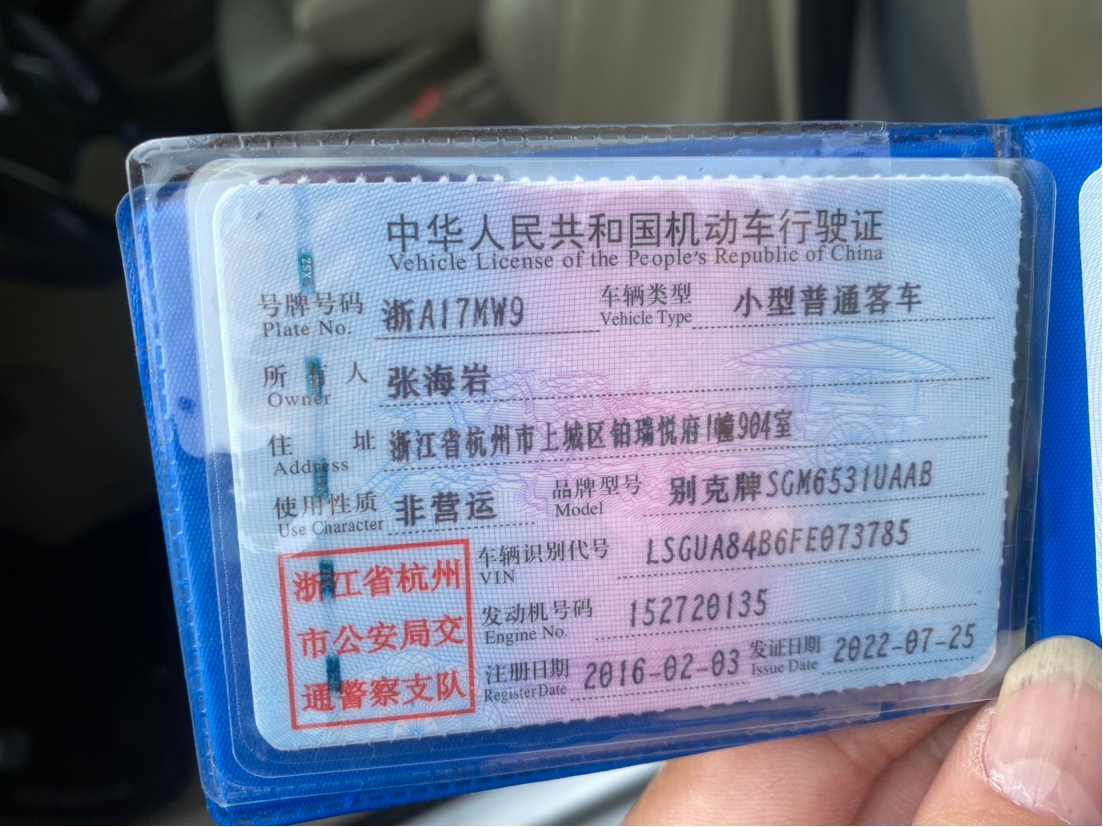 中华人民共和国机动车行驶证
Vehicle License of the People's Republic of China
号牌号码 浙A17MW9 车辆类型 小型普通客车
Plate No. Vehicle Type
所有人 张海岩
Owner
住址 浙江省杭州市上城区铂瑞悦府1幢904室
Address
使用性质 非营运 品牌型号 别克牌SGM6531UAAB
Use Character Model
浙江省杭州
市公安局交
通警察支队
车辆识别代号 LSGUA84B6FE073785
VIN
发动机号码 152720135
Engine No.
注册日期 2016-02-03 发证日期 2022-07-25
Register Date Issue Date